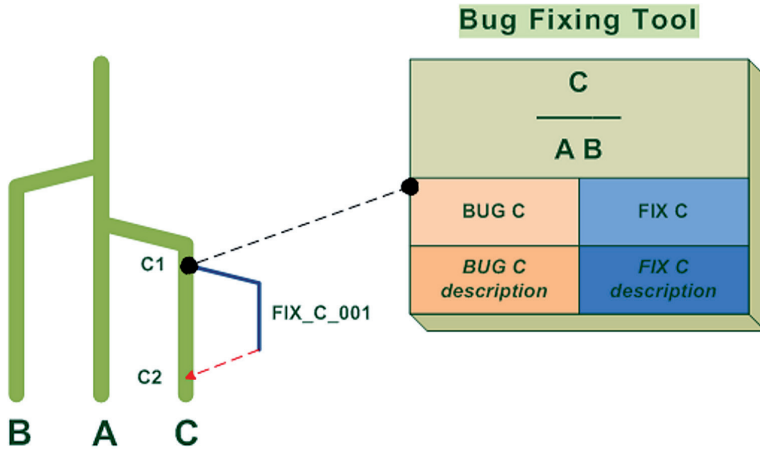 Bug Fixing Tool
C
A B
BUG C
FIX C
BUG C
description
FIX C
description
C1
FIX_C_001
C2
B
A
C